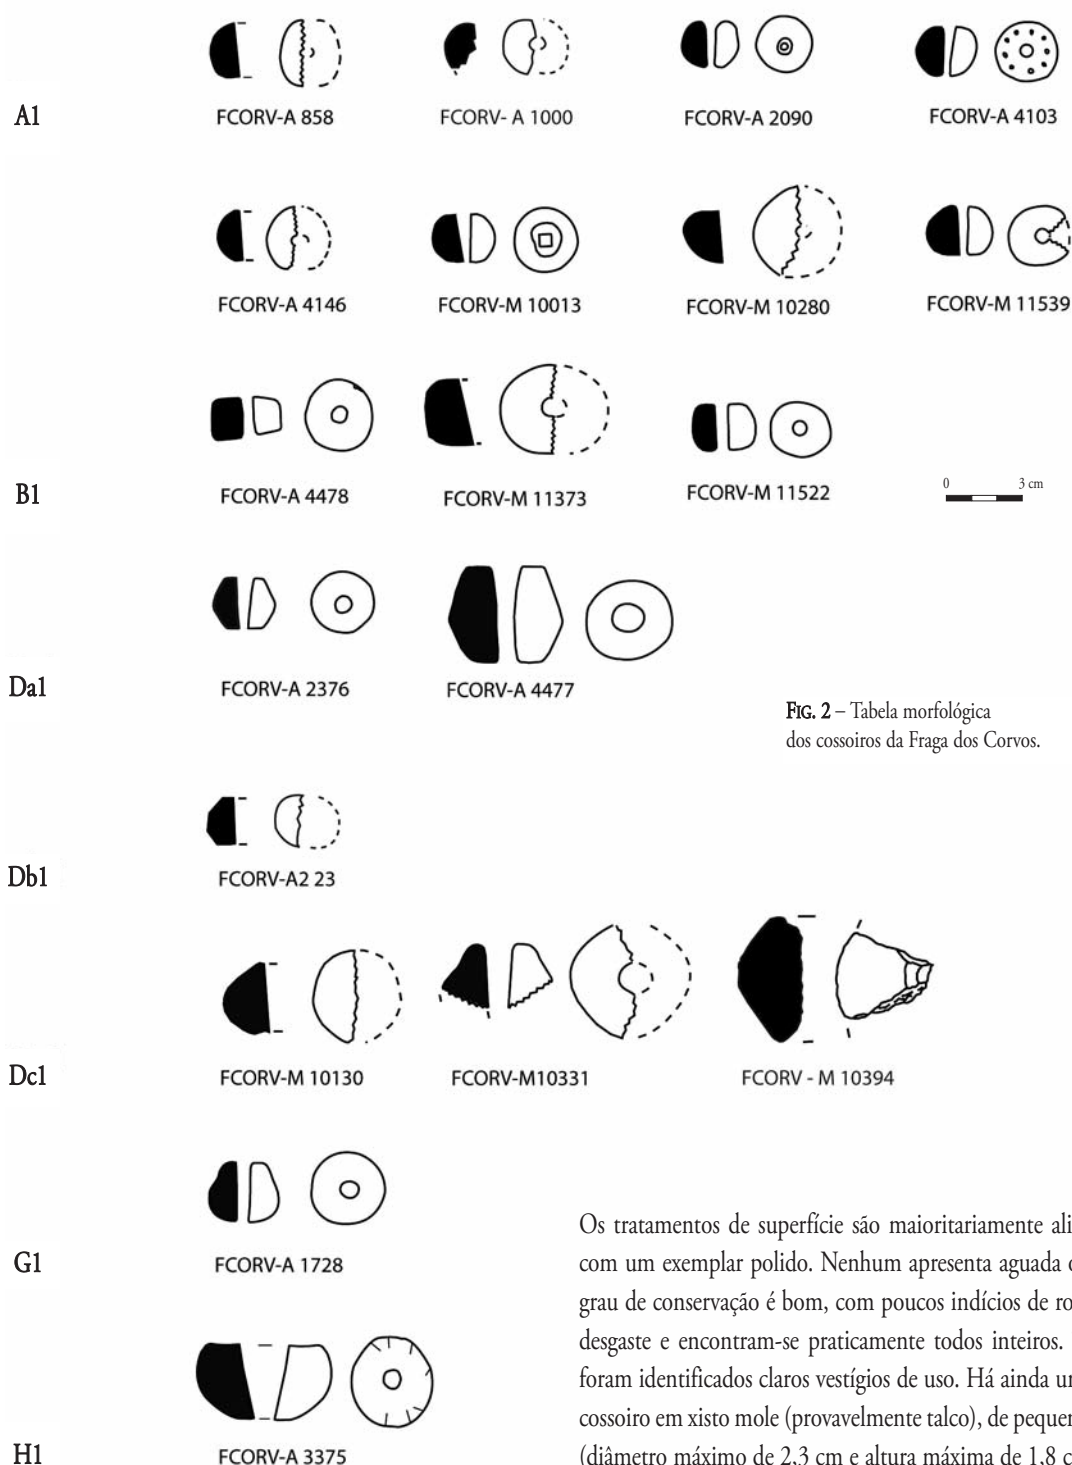 FCORV-A 858 FCORV- A 1000 FCORV-A 2090 FCORV-A 4103
A1
FCORV-A 4146 FCORV-M 10013 FCORV-M 10280 FCORV-M 11539
B1
FCORV-A 4478 FCORV-M 11373 FCORV-M 11522
0 3 cm
Da1
FCORV-A 2376 FCORV-A 4477
FIG. 2 – Tabela morfológica
dos cossoiros da Fraga dos Corvos.
Db1
FCORV-A2 23
Dc1
FCORV-M 10130 FCORV-M10331 FCORV - M 10394
G1
FCORV-A 1728
H1
FCORV-A 3375
Os tratamentos de superfície são maioritariamente
com um exemplar polido. Nenhum apresenta aguada
grau de conservação é bom, com poucos indícios de
desgaste e encontram-se praticamente todos inteiros.
foram identificados claros vestígios de uso. Há ainda
cossoiro em xisto mole (provavelmente talco), de
(diâmetro máximo de 2,3 cm e altura máxima de 1,8